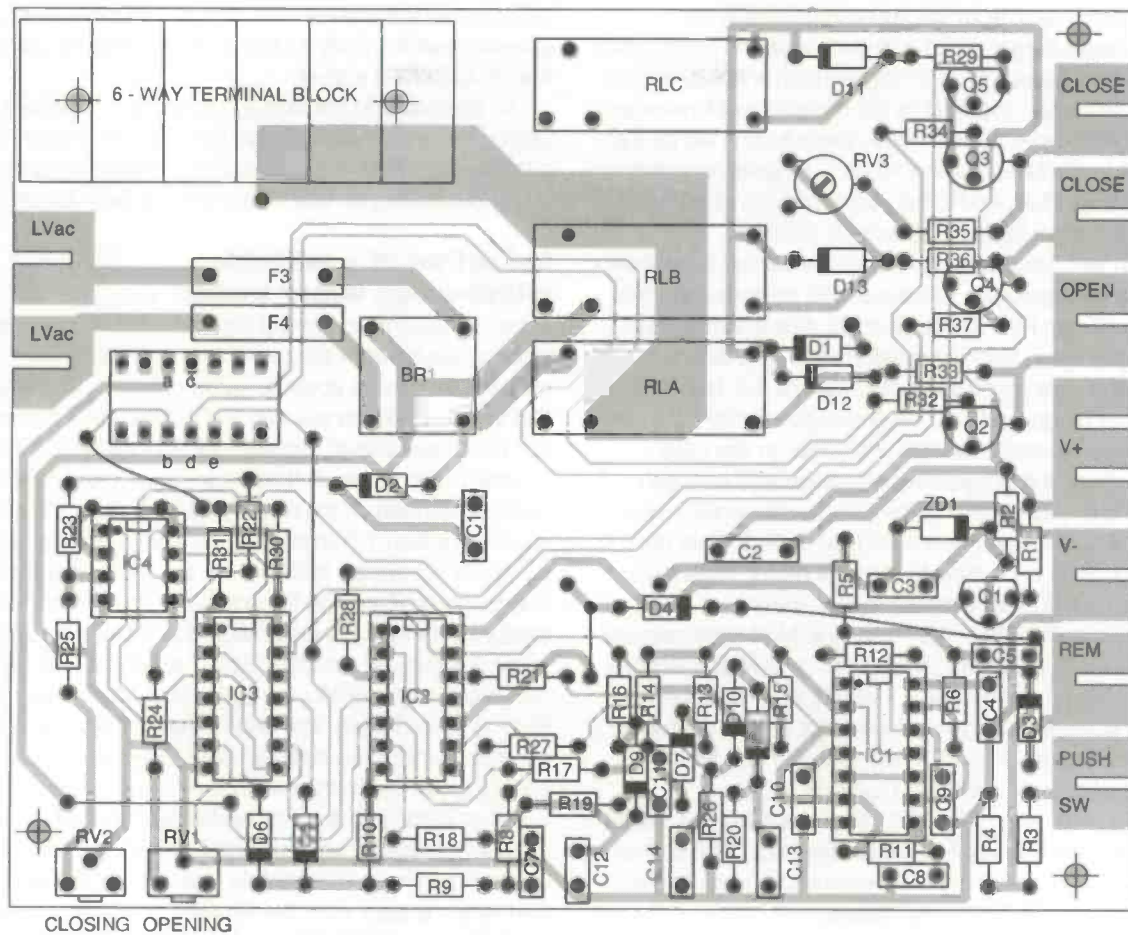 6 - WAY TERMINAL BLOCK
RLC
D11
R29
Q5
CLOSE
R34
Q3
RV3
CLOSE
LVac
R35
F3
RLB
D13
R36
Q4
OPEN
LVac
F4
R37
a c
BR1
RLA
D1
R33
D12
R32
Q2
b d e
V+
D2
C1
ZD1
R2
R1
R23
IC4
R31
R22
R30
C2
R5
C3
V-
Q1
R28
D4
R25
R12
C5
REM
IC3
IC2
R21
R16
R14
R13
D10
R15
R6
C4
D3
R24
R27
R17
D9
C11
D7
C10
IC1
C9
PUSH
SW
R19
R26
R20
RV2
RV1
D6
R10
R18
R8
C7
C12
C14
C13
R11
R4
R3
R9
C8
CLOSING OPENING